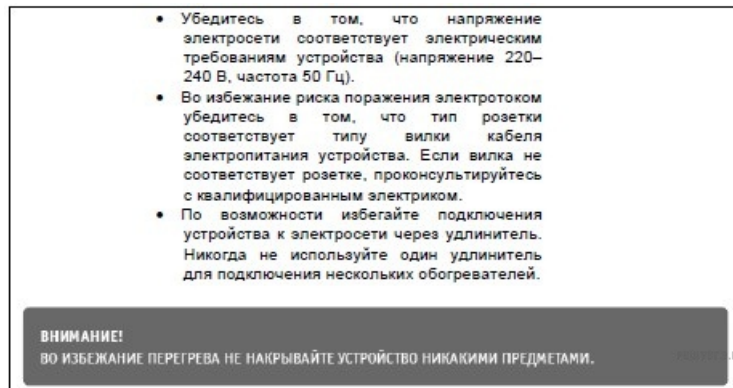 • Убедитесь в том, что напряжение
электросети соответствует электрическим
требованиям устройства (напряжение 220–
240 В, частота 50 Гц).
• Во избежание риска поражения электротоком
убедитесь в том, что тип розетки
соответствует типу вилки кабеля
электропитания устройства. Если вилка не
соответствует розетке, проконсультируйтесь
с квалифицированным электриком.
• По возможности избегайте подключения
устройства к электросети через удлинитель.
Никогда не используйте один удлинитель
для подключения нескольких обогревателей.
ВНИМАНИЕ!
ВО ИЗБЕЖАНИЕ ПЕРЕГРЕВА НЕ НАКРЫВАЙТЕ УСТРОЙСТВО НИКАКИМИ ПРЕДМЕТАМИ.